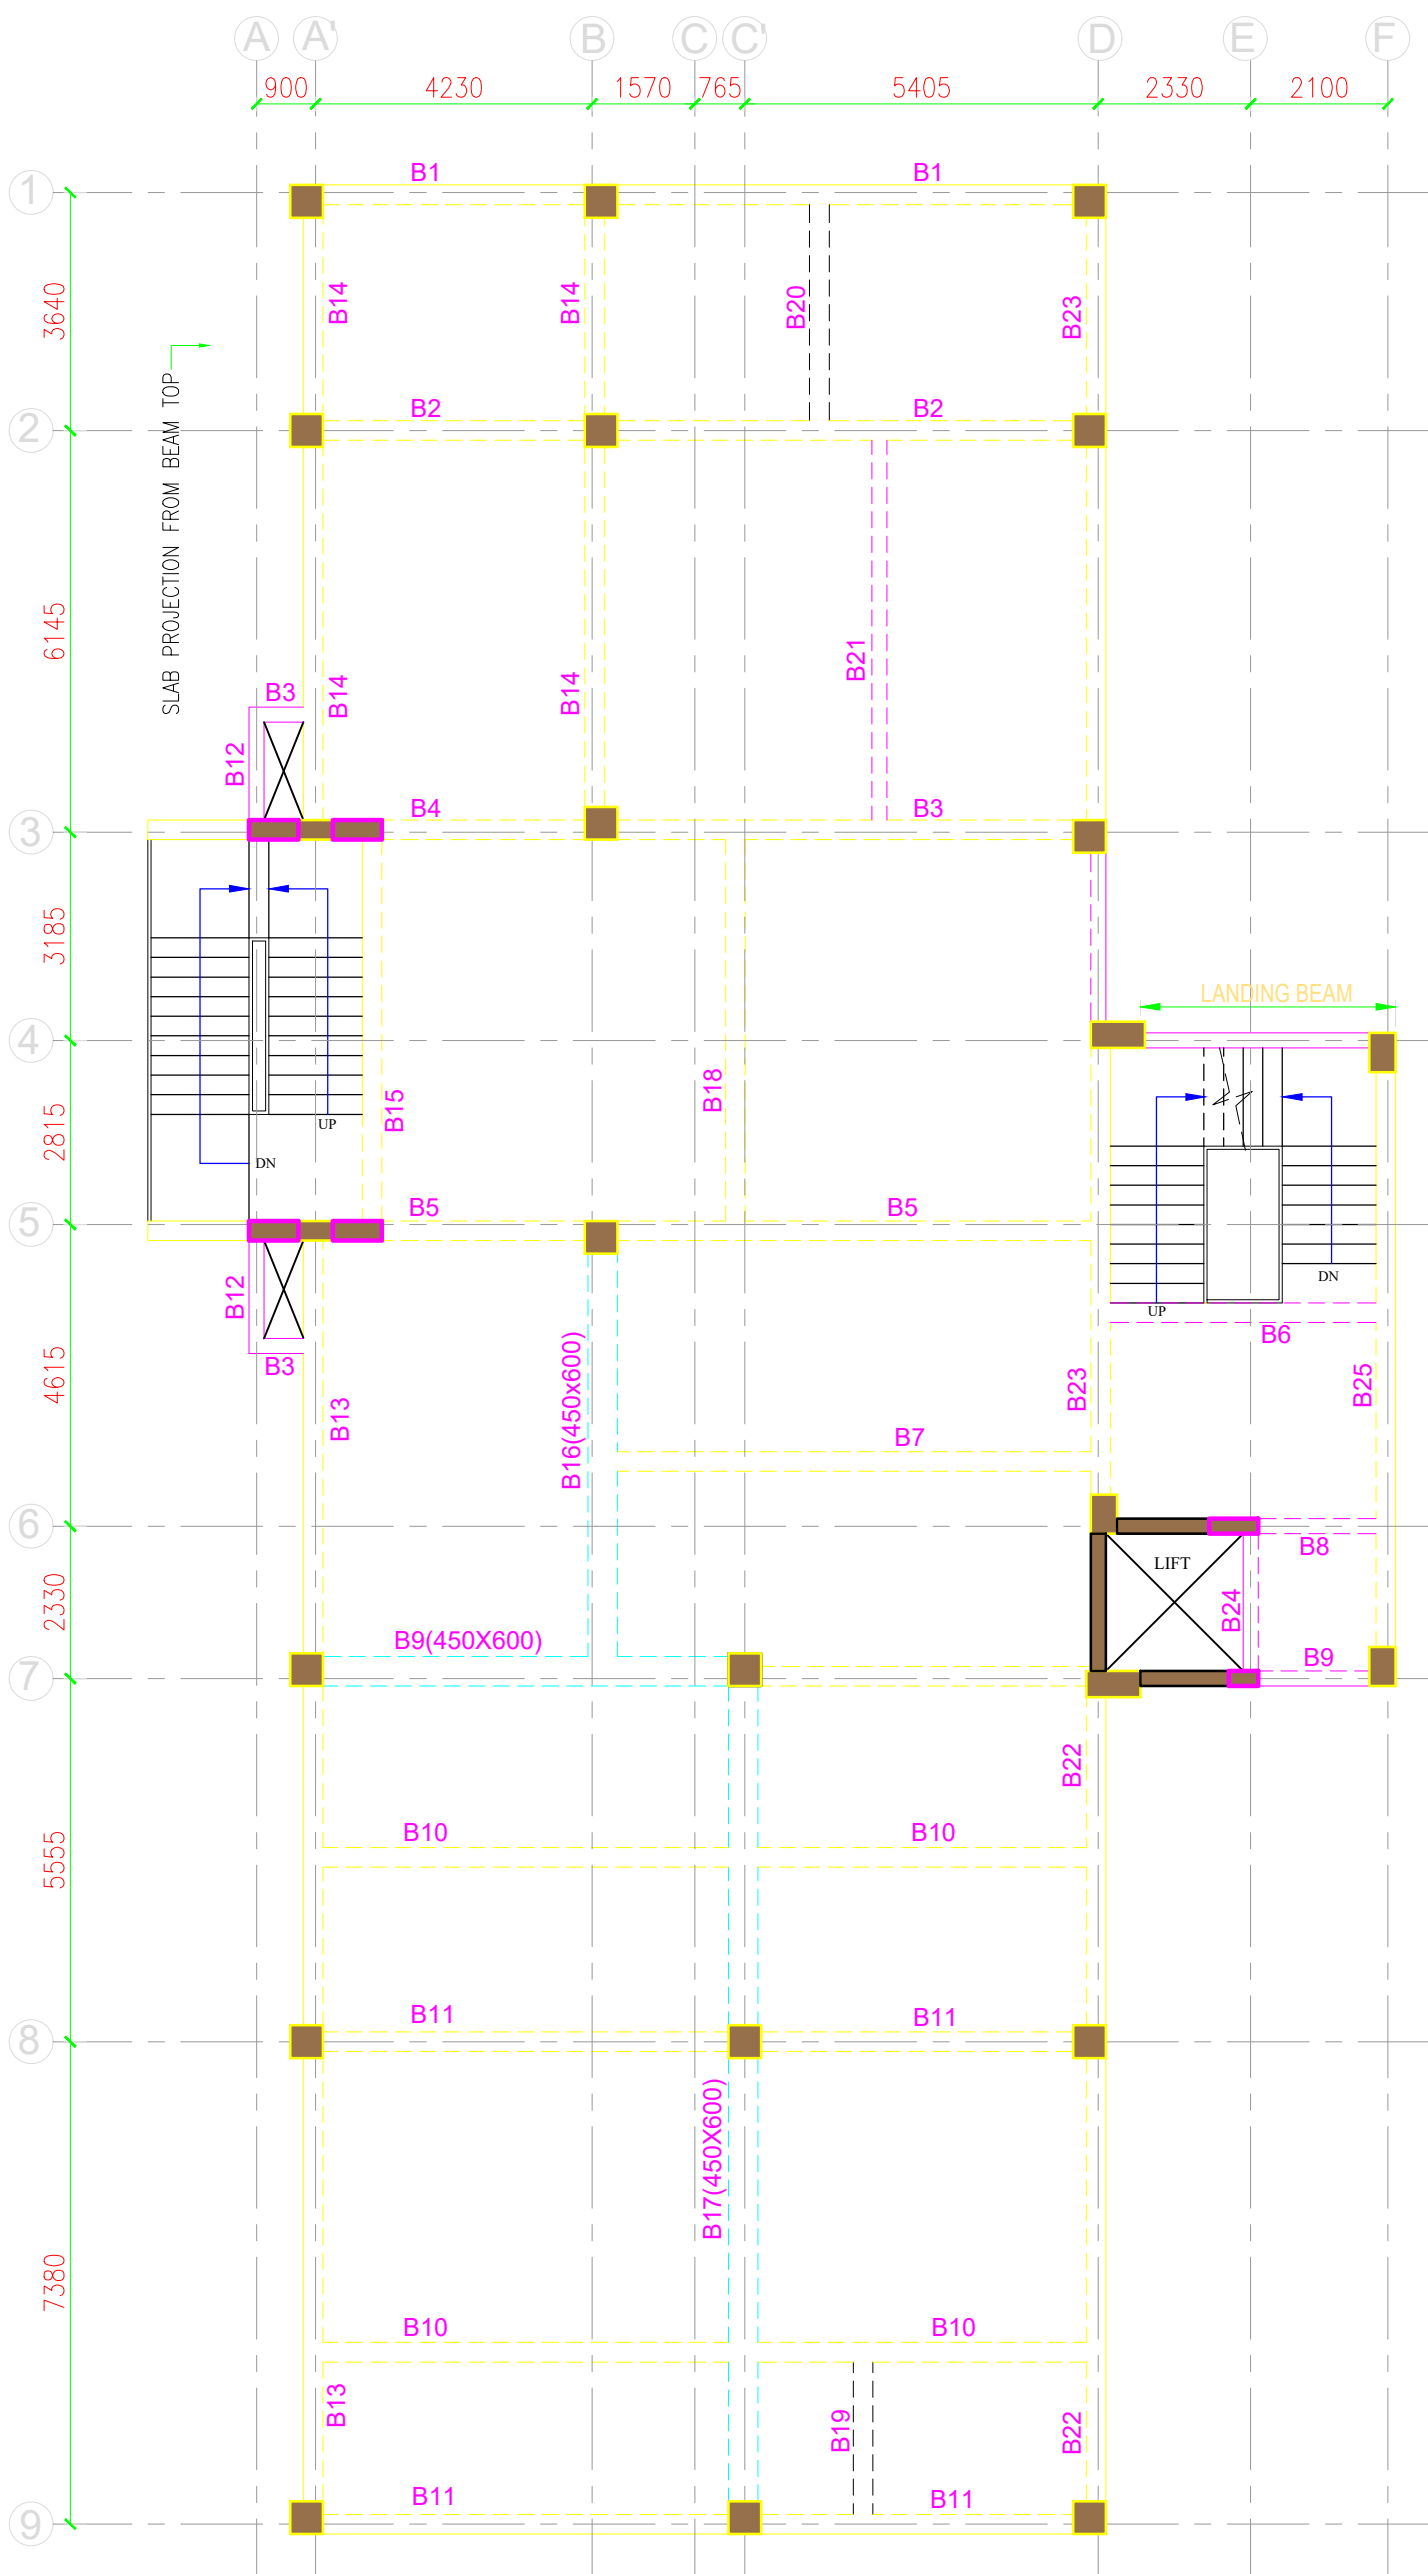 A A' B C C' D E F
900 4230 1570 765 5405 2330 2100
1
B1 B1
3640
B14 B14 B20 B23
SLAB PROJECTION FROM BEAM TOP
2
B2 B2
6145
B21
B3
B14 B14
B12
B4 B3
3
3185
LANDING BEAM
4
B15 B18
2815
UP
DN
B5 B5
5
DN
UP
B12
B6
B3
4615
B13 B16(450x600) B23 B25
B7
6
B8
LIFT
2330
B24
B9(450X600)
B9
7
B22
B10 B10
5555
B11 B11
8
B17(450X600)
7380
B10 B10
B13 B19 B22
B11 B11
9